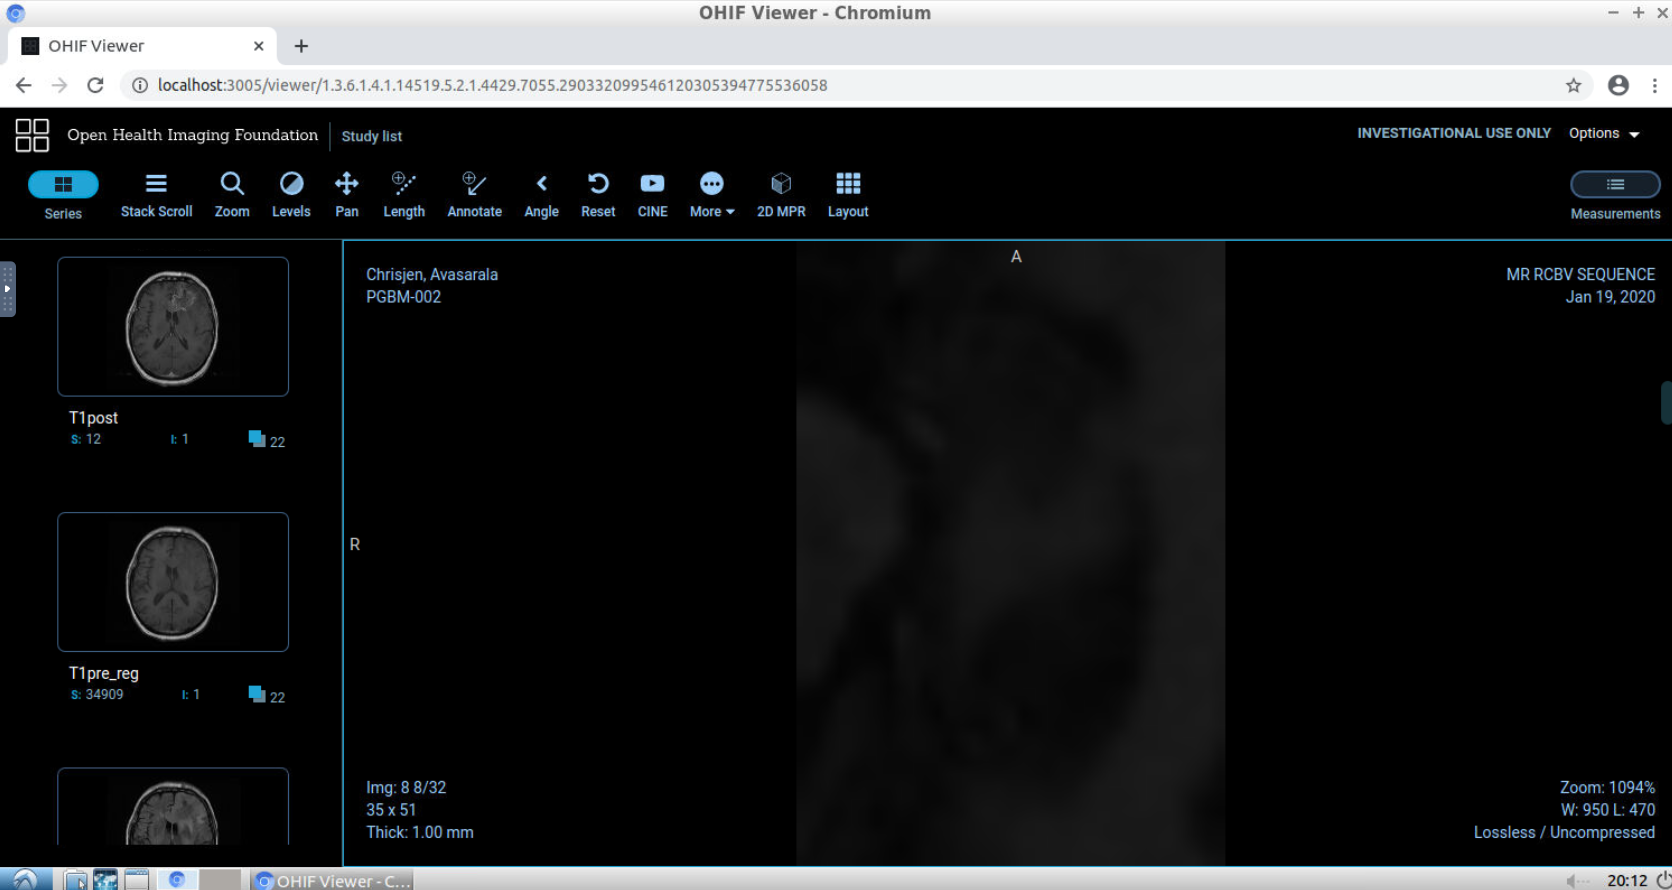 OHIF Viewer - Chromium
OHIF Viewer
localhost:3005/viewer/1.3.6.1.4.1.14519.5.2.1.4429.7055.290332099546120305394775536058
Open Health Imaging Foundation
Study list
INVESTIGATIONAL USE ONLY
Options
Series
Stack Scroll
Zoom
Levels
Pan
Length
Annotate
Angle
Reset
CINE
More
2D MPR
Layout
Measurements
T1post
S: 12 I: 1 22
T1pre_reg
S: 34909 I: 1 22
A
Chrisjen, Avasarala
PGBM-002
MR RCBV SEQUENCE
Jan 19, 2020
R
Img: 8 8/32
35 x 51
Thick: 1.00 mm
Zoom: 1094%
W: 950 L: 470
Lossless / Uncompressed
OHIF Viewer - C...
20:12